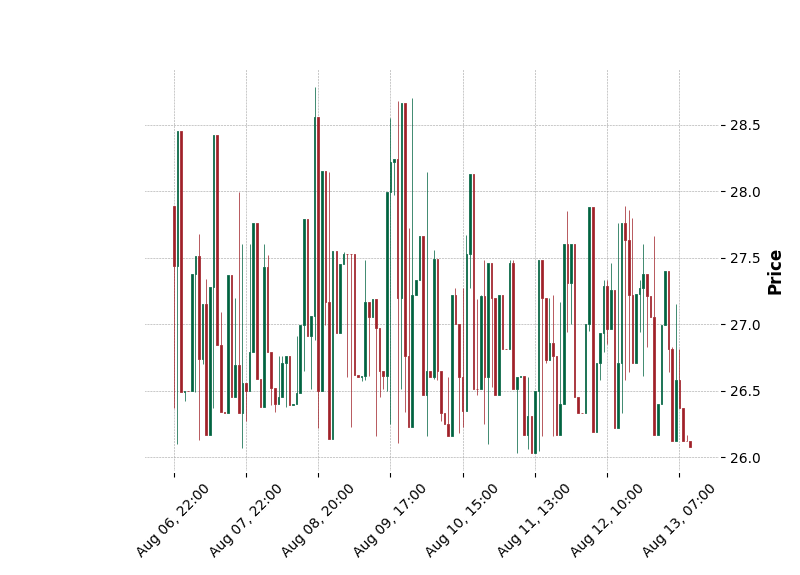 28.5
28.0
27.5
27.0
26.5
26.0
Price
Aug 06, 22:00
Aug 07, 22:00
Aug 08, 20:00
Aug 09, 17:00
Aug 10, 15:00
Aug 11, 13:00
Aug 12, 10:00
Aug 13, 07:00